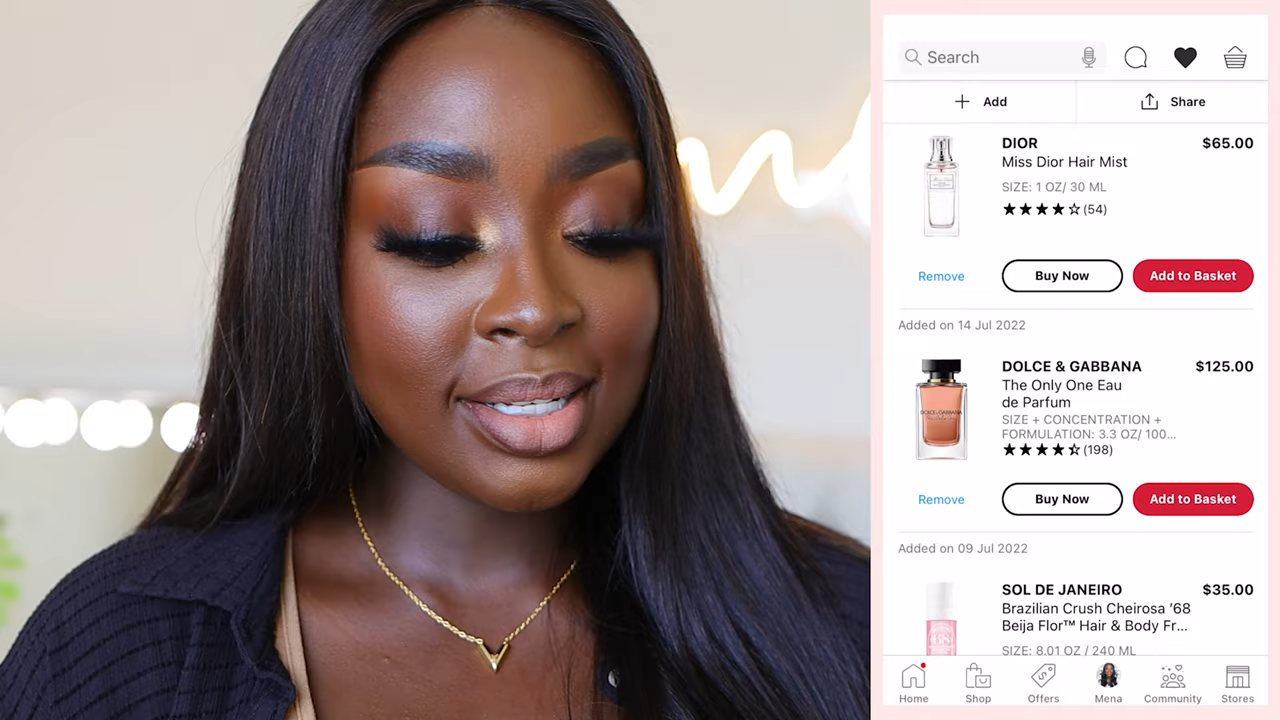 Search
Add
Share
DIOR
$65.00
Miss Dior Hair Mist
SIZE: 1 OZ/ 30 ML
(54)
Remove
Buy Now
Add to Basket
Added on 14 Jul 2022
DOLCE & GABBANA
$125.00
The Only One Eau
de Parfum
SIZE + CONCENTRATION +
FORMULATION: 3.3 OZ/ 100...
(198)
DOLCE & GABBANA
Remove
Buy Now
Add to Basket
Added on 09 Jul 2022
SOL DE JANEIRO
$35.00
Brazilian Crush Cheirosa ’68
Beija Flor™ Hair & Body Fr...
SIZE: 8.01 OZ / 240 ML
68
Home
Shop
Offers
Mena
Community
Stores